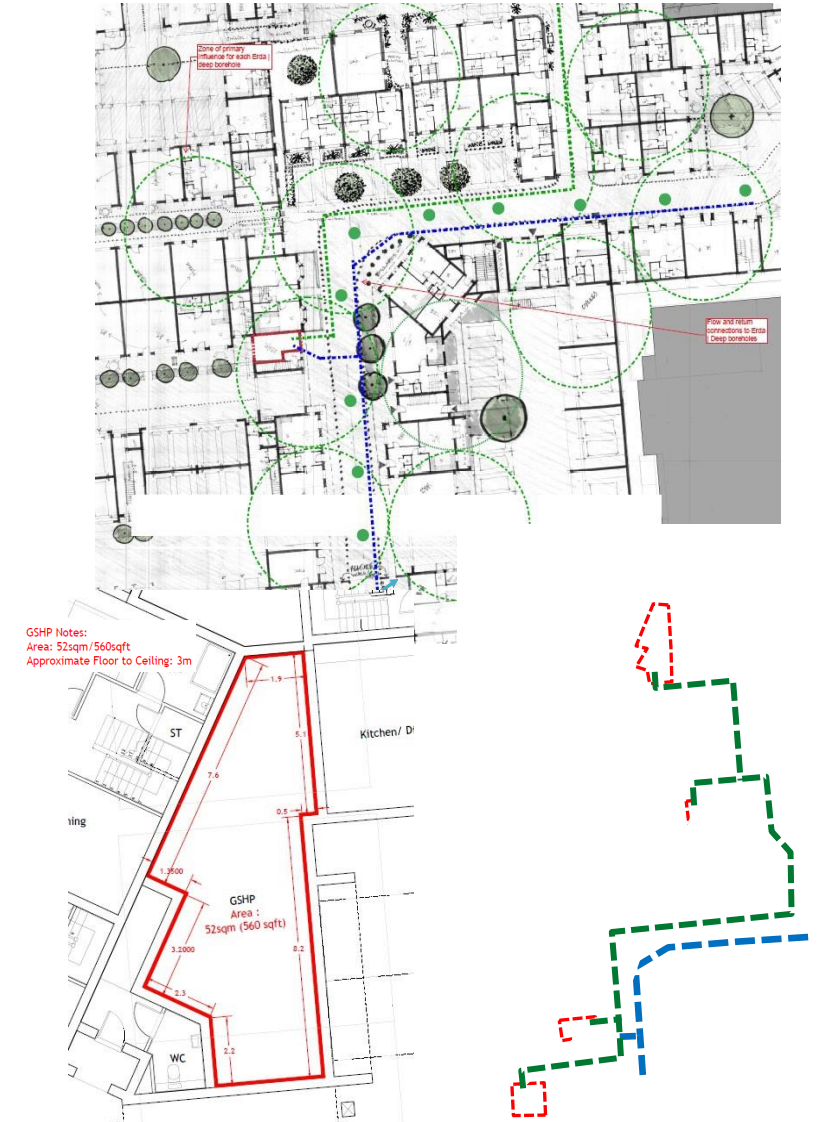 Zone of primary
influence for each Erda |
deep borehole
Flow and return
connections to Erda
| Deep boreholes
GSHP Notes:
Area: 52sqm/560sqft
Approximate Floor to Ceiling: 3m
1.9
5.1
ST
Kitchen/ Di
7.6
0.5
ing
1.3500
GSHP
Area :
52sqm (560 sqft)
8.2
3.2000
2.3
2.2
WC